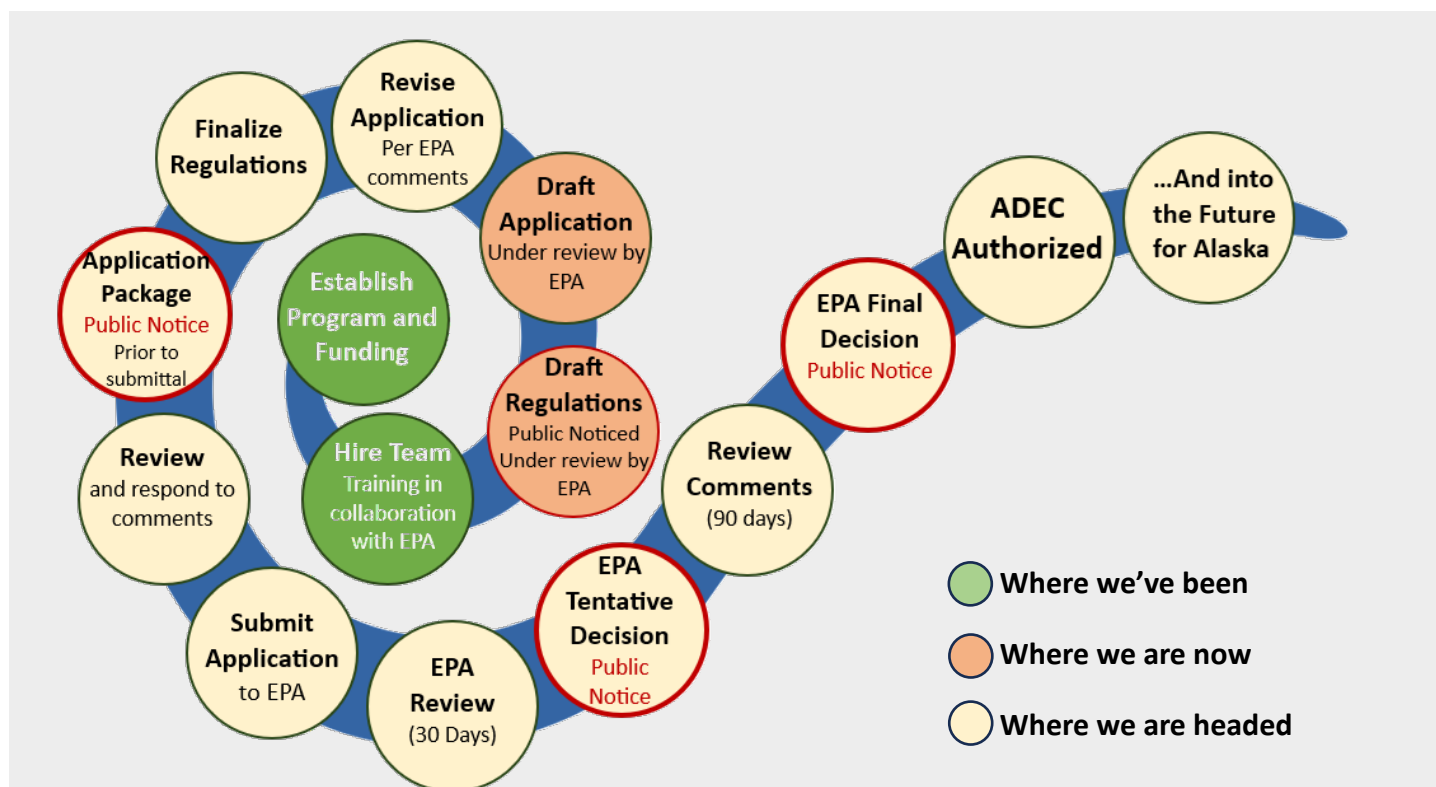 Establish
Program and
Funding
Hire Team
Training in
collaboration
with EPA
Draft
Regulations
Public Noticed
Under review by
EPA
Draft
Application
Under review by
EPA
Revise
Application
Per EPA
comments
Finalize
Regulations
Application
Package
Public Notice
Prior to
submittal
Review
and respond to
comments
Submit
Application
to EPA
EPA
Review
(30 Days)
EPA
Tentative
Decision
Public
Notice
Review
Comments
(90 days)
EPA Final
Decision
Public Notice
ADEC
Authorized
...And into
the Future
for Alaska
Where we’ve been
Where we are now
Where we are headed